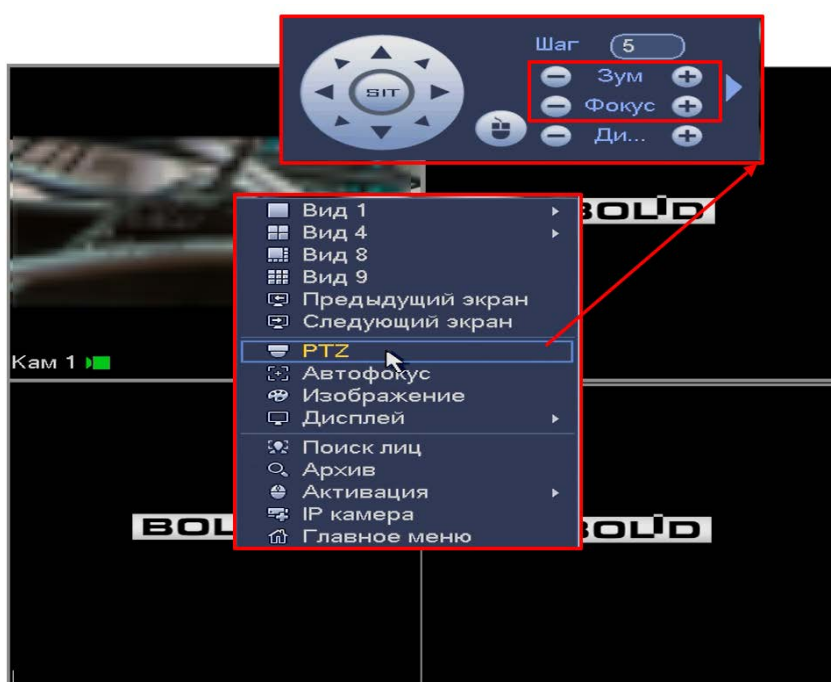 Шаг 5
SIT
Зум
Фокус
Ди...
BOLID
Вид 1
Вид 4
Вид 8
Вид 9
Предыдущий экран
Следующий экран
PTZ
Автофокус
Изображение
Дисплей
Поиск лиц
Архив
Активация
IP камера
Главное меню
Кам 1
BOL
BOLID